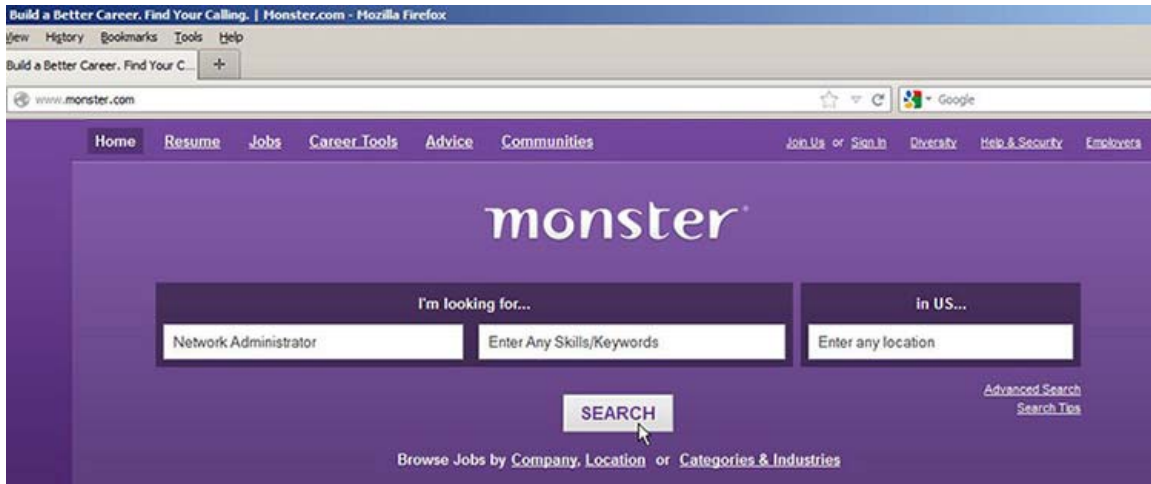 Build a Better Career. Find Your Calling. | Monster.com - Mozilla Firefox
View History Bookmarks Tools Help
Build a Better Career. Find Your C... +
www.monster.com Google
Home Resume Jobs Career Tools Advice Communities Join Us or Sign In Diversity Help & Security Employers
monster
I'm looking for... in US...
Network Administrator Enter Any Skills/Keywords Enter any location
Advanced Search
SEARCH Search Tips
Browse Jobs by Company, Location or Categories & Industries